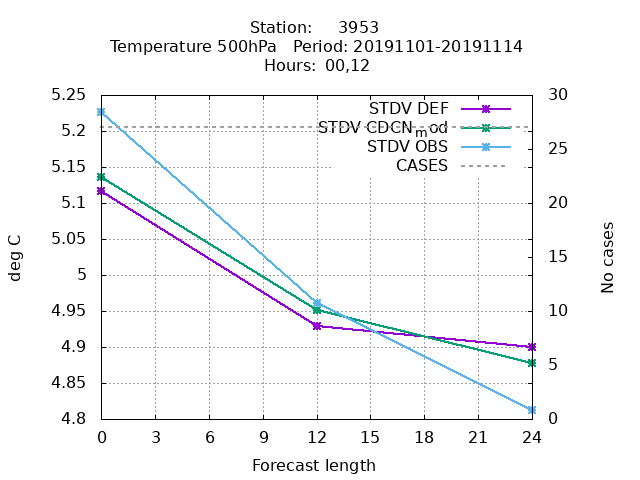 Station: 3953
Temperature 500hPa Period: 20191101-20191114
Hours: 00,12
5.25 30
STDV DEF
5.2
STDV CDCNmod
25
STDV OBS
5.15
CASES
5.1 20
5.05
15
5
deg C
No cases
4.95 10
4.9
5
4.85
4.8 0
0 3 6 9 12 15 18 21 24
Forecast length